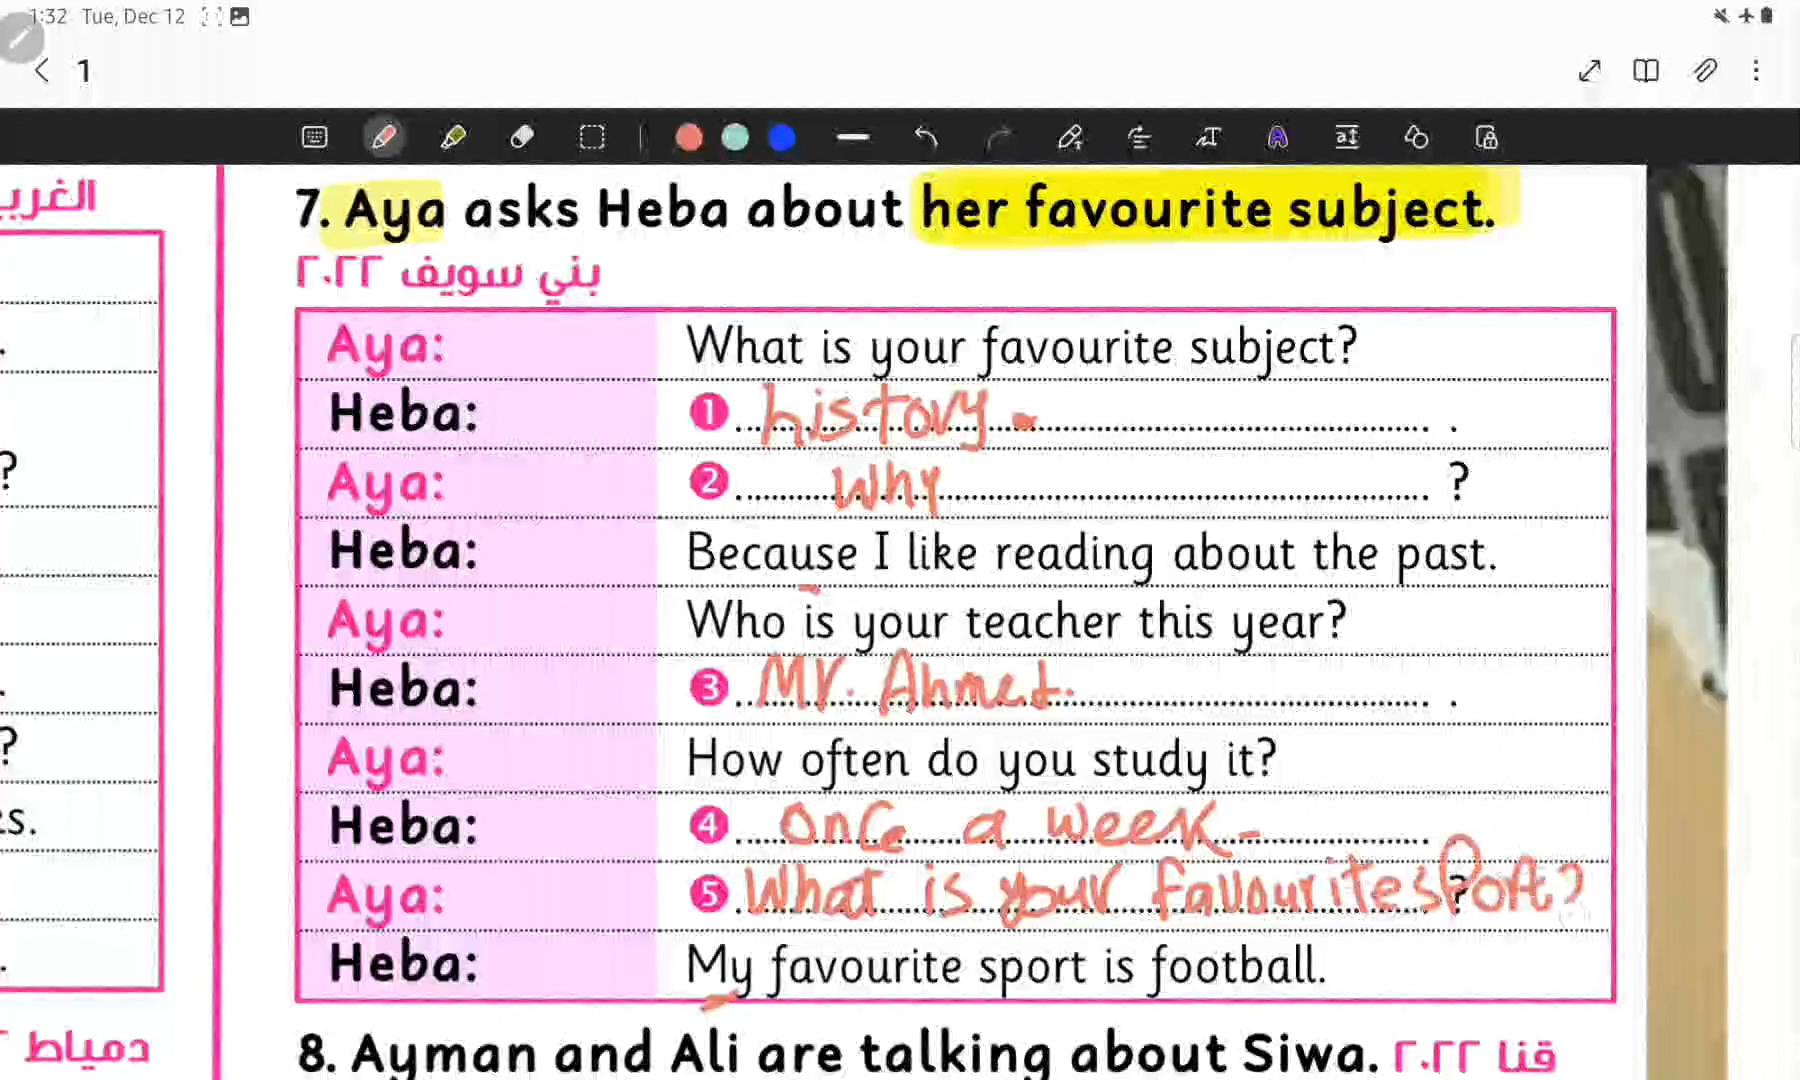 1:32 Tue, Dec 12
1
الغربي
7. Aya asks Heba about her favourite subject.
بني سويف ٢٠٢٢
Aya: What is your favourite subject?
Heba: 1 history.
Aya: 2 Why ?
Heba: Because I like reading about the past.
Aya: Who is your teacher this year?
Heba: 3 Mr. Ahmet.
Aya: How often do you study it?
Heba: 4 once a week
Aya: 5 What is your favourite sport?
Heba: My favourite sport is football.
?
?
es.
دمياط
8. Ayman and Ali are talking about Siwa. قنا ٢٠٢٢